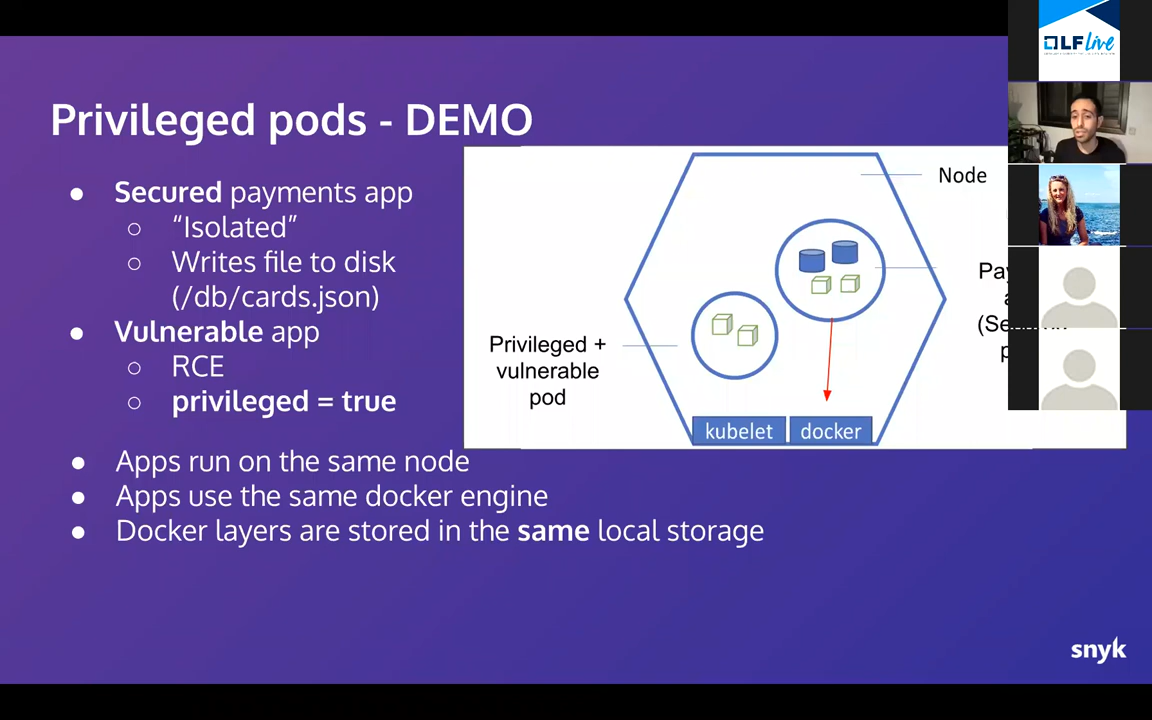 LFLive
Privileged pods - DEMO
● Secured payments app
○ “Isolated”
○ Writes file to disk
(/db/cards.json)
● Vulnerable app
○ RCE
○ privileged = true
● Apps run on the same node
● Apps use the same docker engine
● Docker layers are stored in the same local storage
Node
Privileged +
vulnerable
pod
kubelet
docker
snyk